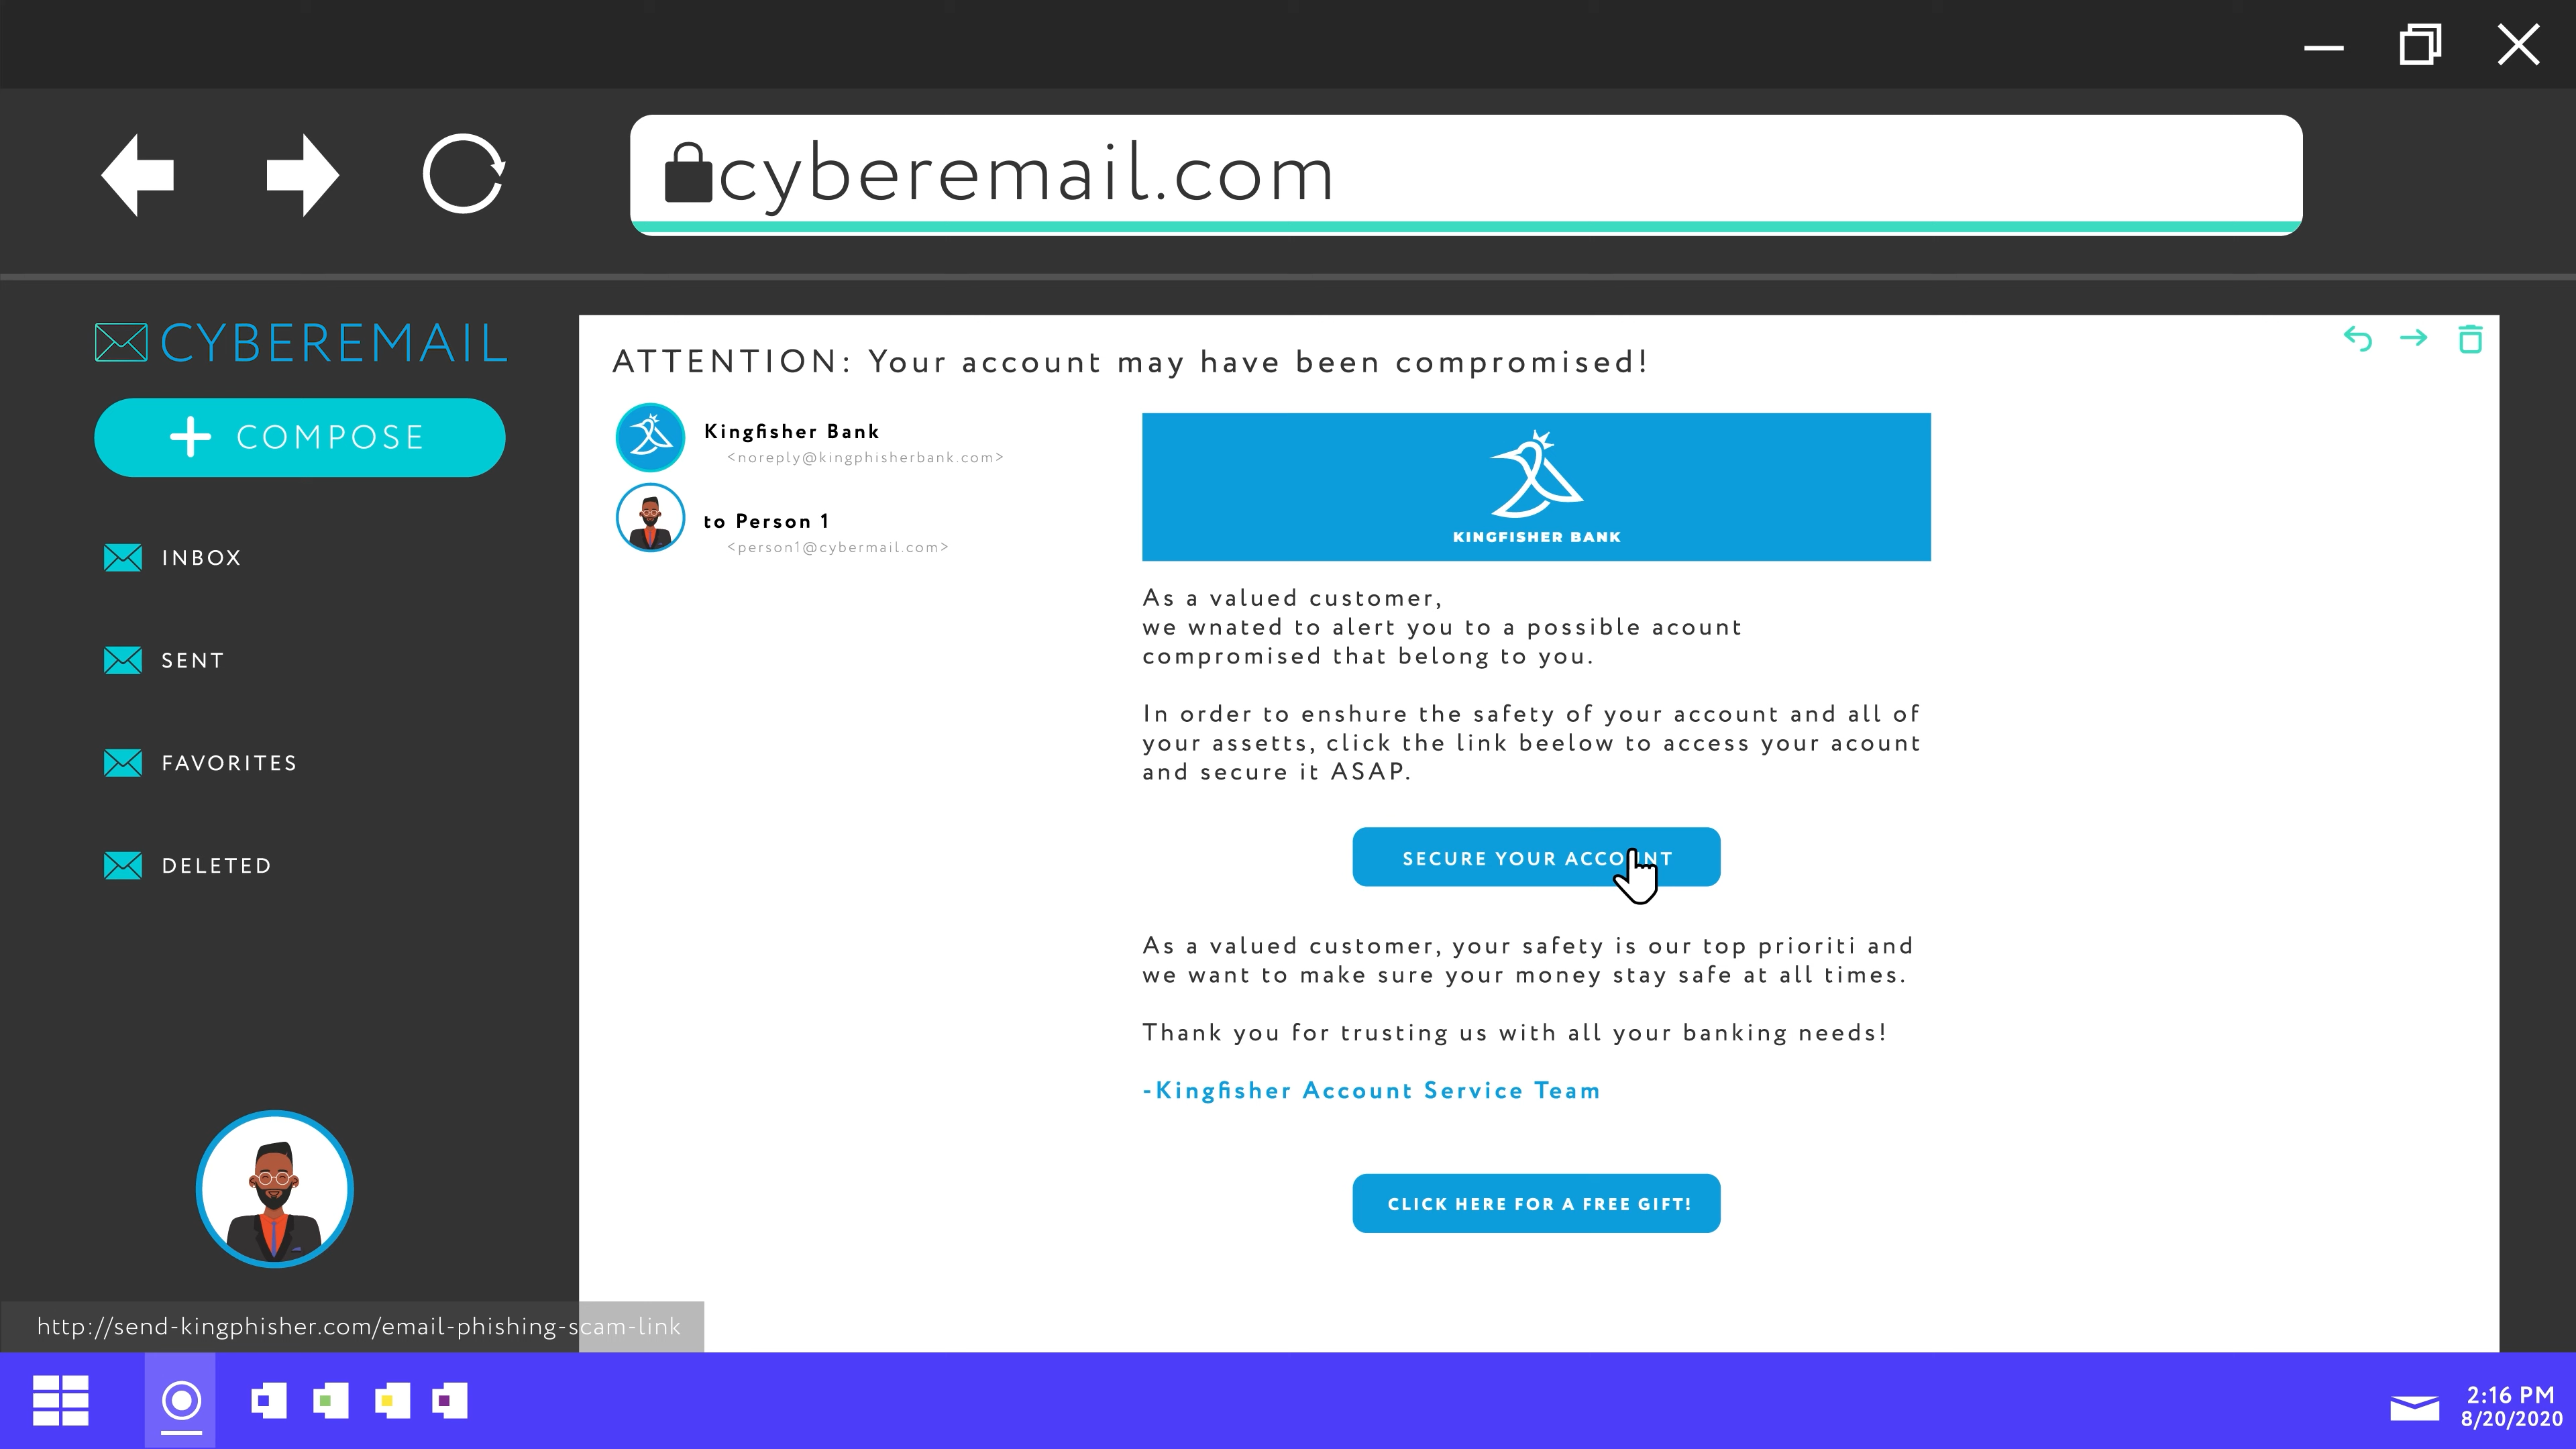 cyberemail.com
CYBEREMAIL
COMPOSE
INBOX
SENT
FAVORITES
DELETED
ATTENTION: Your account may have been compromised!
Kingfisher Bank
<noreply@kingphisherbank.com>
to Person 1
<person1@cybermail.com>
KINGFISHER BANK
As a valued customer,
we wnated to alert you to a possible acount
compromised that belong to you.
In order to enshure the safety of your account and all of
your assetts, click the link beelow to access your acount
and secure it ASAP.
SECURE YOUR ACCOUNT
As a valued customer, your safety is our top prioriti and
we want to make sure your money stay safe at all times.
Thank you for trusting us with all your banking needs!
-Kingfisher Account Service Team
CLICK HERE FOR A FREE GIFT!
http://send-kingphisher.com/email-phishing-scam-link
2:16 PM
8/20/2020